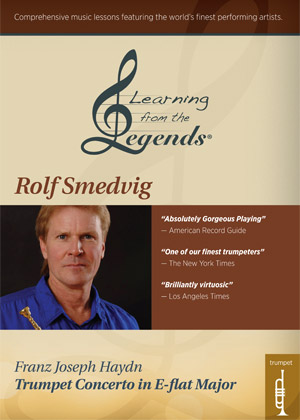 Comprehensive music lessons featuring the world's finest performing artists.
Learning
from the
Legends®
Rolf Smedvig
"Absolutely Gorgeous Playing"
— American Record Guide
"One of our finest trumpeters"
— The New York Times
"Brilliantly virtuosic"
— Los Angeles Times
Franz Joseph Haydn
Trumpet Concerto in E-flat Major
trumpet